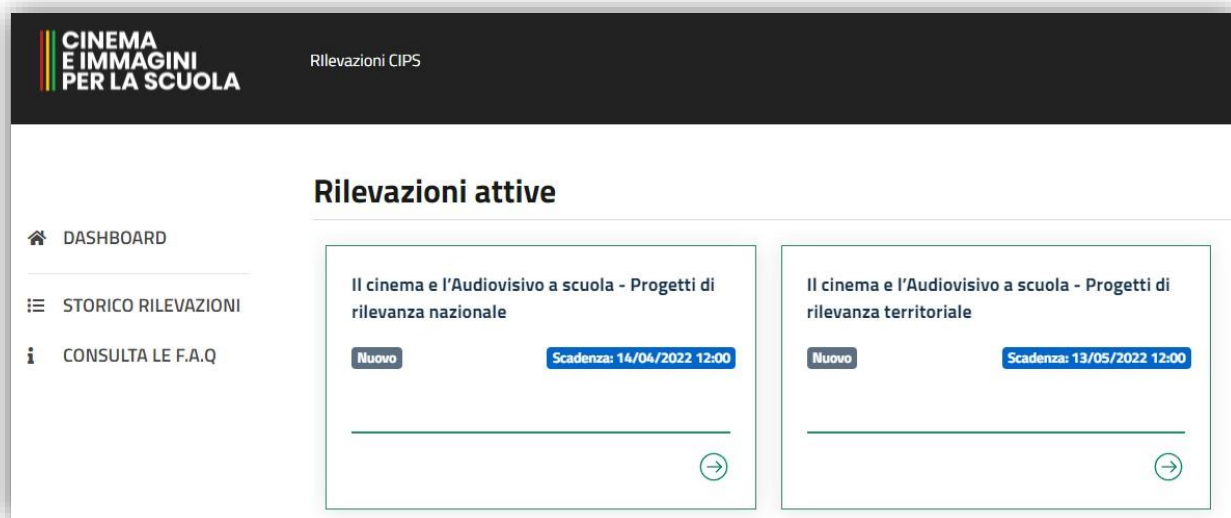 CINEMA
E IMMAGINI
PER LA SCUOLA
RIlevazioni CIPS
DASHBOARD
STORICO RILEVAZIONI
CONSULTA LE F.A.Q
Rilevazioni attive
Il cinema e l’Audiovisivo a scuola - Progetti di
rilevanza nazionale
Nuovo
Scadenza: 14/04/2022 12:00
Il cinema e l’Audiovisivo a scuola - Progetti di
rilevanza territoriale
Nuovo
Scadenza: 13/05/2022 12:00